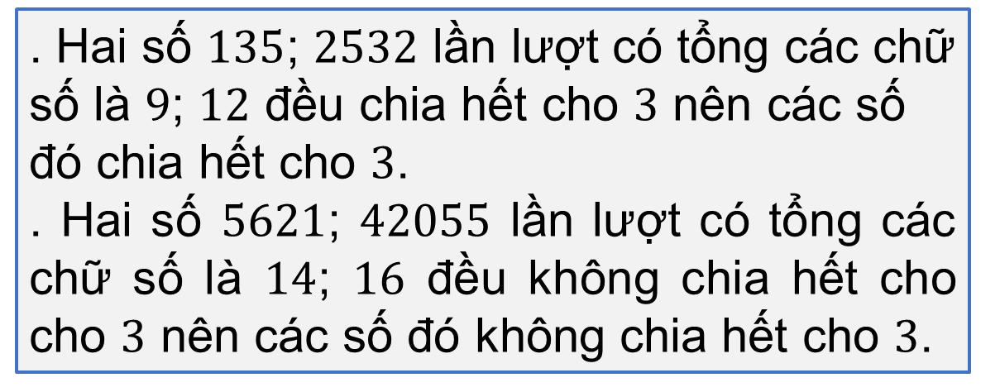 . Hai số 135; 2532 lần lượt có tổng các chữ
số là 9; 12 đều chia hết cho 3 nên các số
đó chia hết cho 3.
. Hai số 5621; 42055 lần lượt có tổng các
chữ số là 14; 16 đều không chia hết cho
cho 3 nên các số đó không chia hết cho 3.